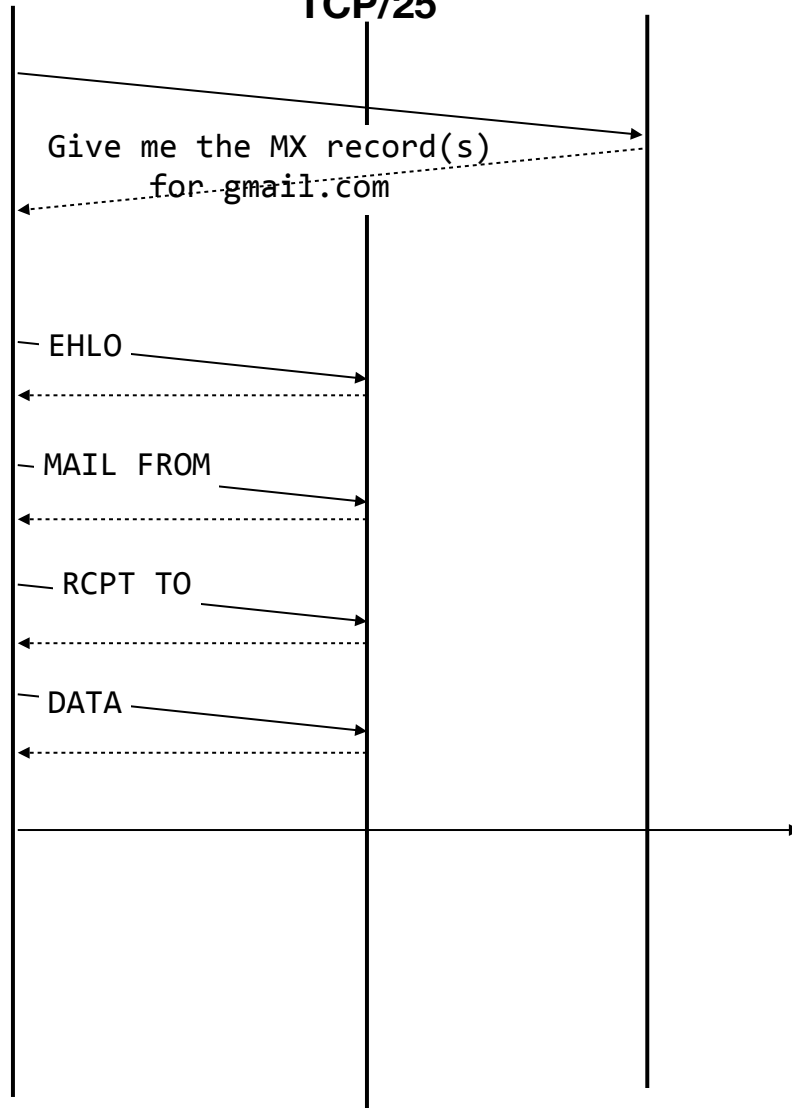 TCP/25
Give me the MX record(s)
for gmail.com
EHLO
MAIL FROM
RCPT TO
DATA